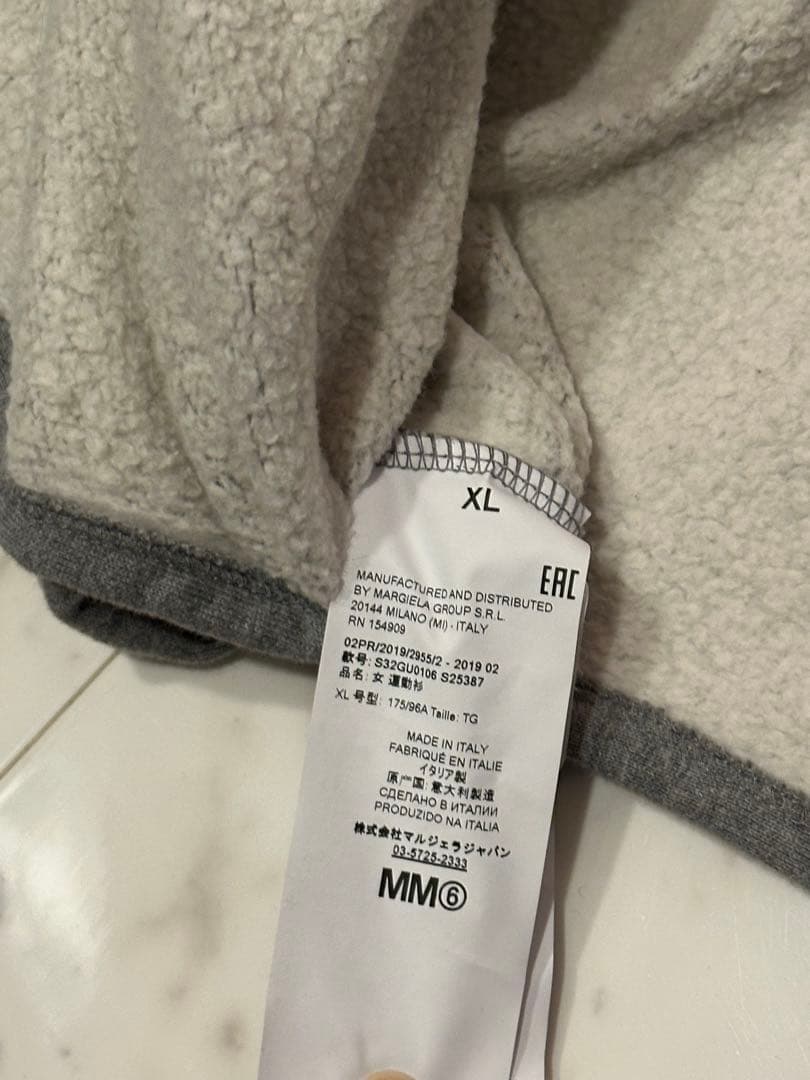 XL
EAC
MANUFACTURED AND DISTRIBUTED
BY MARGIELA GROUP S.R.L.
20144 MILANO (MI) - ITALY
RN 154909
02PR/2019/2955/2 - 2019 02
款号: S32GU0106 S25387
品名: 女 運動衫
XL 号型: 175/96A Taille: TG
MADE IN ITALY
FABRIQUÉ EN ITALIE
イタリア製
原产国: 意大利製造
СДЕЛАНО В ИТАЛИИ
PRODUZIDO NA ITALIA
株式会社マルジェラジャパン
03-5725-2333
MM⑥